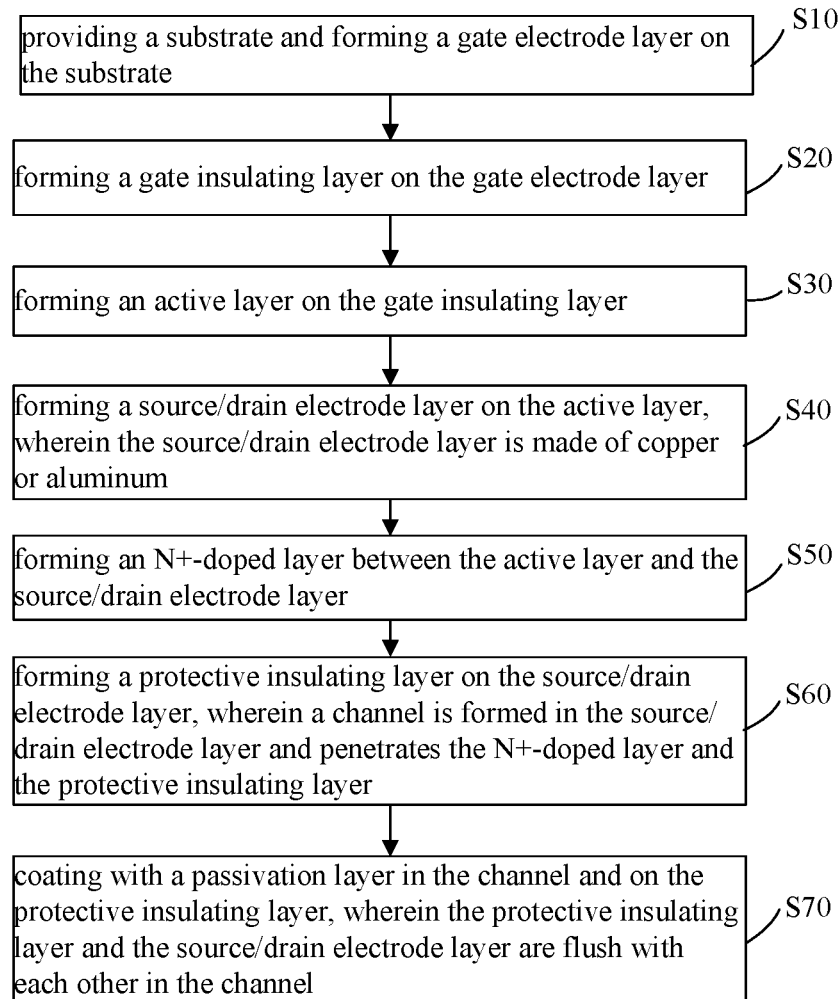 S10
providing a substrate and forming a gate electrode layer on
the substrate
S20
forming a gate insulating layer on the gate electrode layer
S30
forming an active layer on the gate insulating layer
S40
forming a source/drain electrode layer on the active layer,
wherein the source/drain electrode layer is made of copper
or aluminum
S50
forming an N+-doped layer between the active layer and the
source/drain electrode layer
S60
forming a protective insulating layer on the source/drain
electrode layer, wherein a channel is formed in the source/
drain electrode layer and penetrates the N+-doped layer and
the protective insulating layer
S70
coating with a passivation layer in the channel and on the
protective insulating layer, wherein the protective insulating
layer and the source/drain electrode layer are flush with
each other in the channel